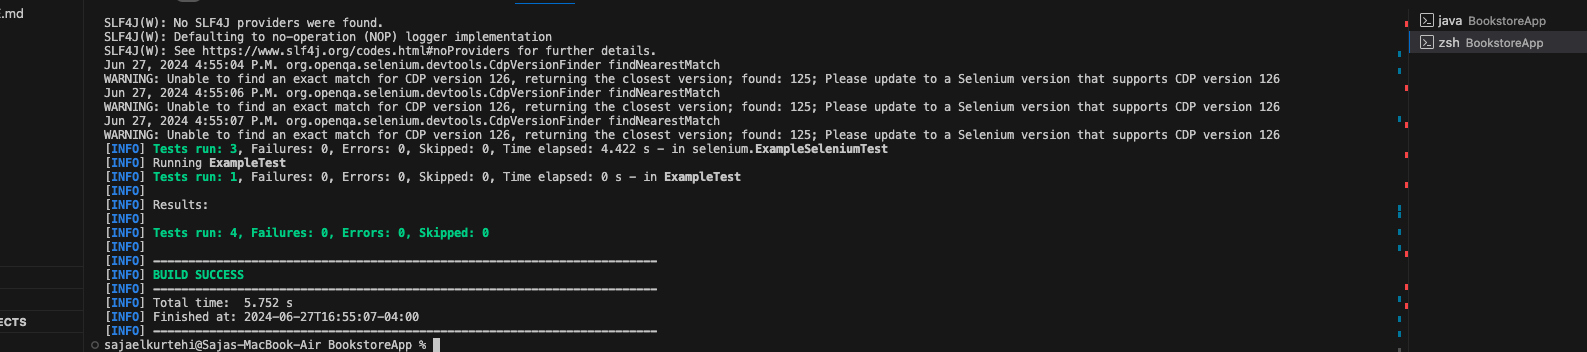 .md
SLF4J(W): No SLF4J providers were found.
SLF4J(W): Defaulting to no-operation (NOP) logger implementation
SLF4J(W): See https://www.slf4j.org/codes.html#noProviders for further details.
Jun 27, 2024 4:55:04 P.M. org.openqa.selenium.devtools.CdpVersionFinder findNearestMatch
WARNING: Unable to find an exact match for CDP version 126, returning the closest version; found: 125; Please update to a Selenium version that supports CDP version 126
Jun 27, 2024 4:55:06 P.M. org.openqa.selenium.devtools.CdpVersionFinder findNearestMatch
WARNING: Unable to find an exact match for CDP version 126, returning the closest version; found: 125; Please update to a Selenium version that supports CDP version 126
Jun 27, 2024 4:55:07 P.M. org.openqa.selenium.devtools.CdpVersionFinder findNearestMatch
WARNING: Unable to find an exact match for CDP version 126, returning the closest version; found: 125; Please update to a Selenium version that supports CDP version 126
[INFO] Tests run: 3, Failures: 0, Errors: 0, Skipped: 0, Time elapsed: 4.422 s - in selenium.ExampleSeleniumTest
[INFO] Running ExampleTest
[INFO] Tests run: 1, Failures: 0, Errors: 0, Skipped: 0, Time elapsed: 0 s - in ExampleTest
[INFO]
[INFO] Results:
[INFO]
[INFO] Tests run: 4, Failures: 0, Errors: 0, Skipped: 0
[INFO]
[INFO] ------------------------------------------------------------------------
[INFO] BUILD SUCCESS
[INFO] ------------------------------------------------------------------------
[INFO] Total time:  5.752 s
[INFO] Finished at: 2024-06-27T16:55:07-04:00
[INFO] ------------------------------------------------------------------------
sajaelkurtehi@Sajas-MacBook-Air BookstoreApp %
ECTS
java BookstoreApp
zsh BookstoreApp